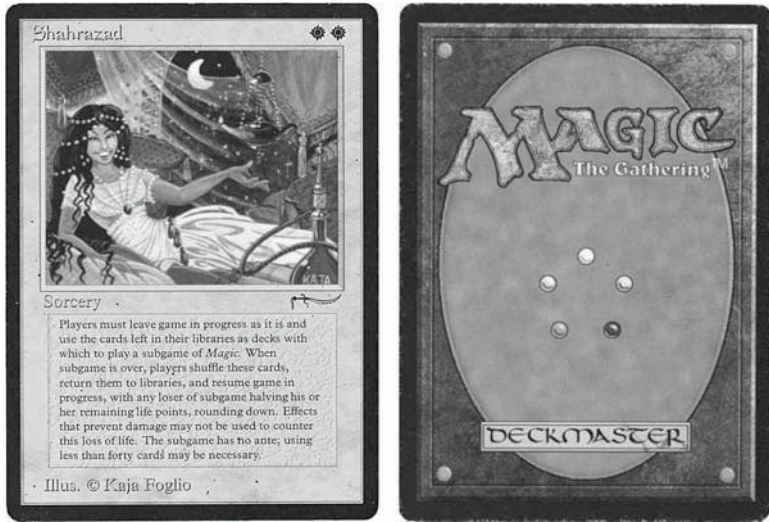 Shahrazad
KAJA
Sorcery
Players must leave game in progress as it is and
use the cards left in their libraries as decks with
which to play a subgame of Magic. When
subgame is over, players shuffle these cards,
return them to libraries, and resume game in
progress, with any loser of subgame halving his or
her remaining life points, rounding down. Effects
that prevent damage may not be used to counter
this loss of life. The subgame has no ante; using
less than forty cards may be necessary.
Illus. © Kaja Foglio
MAGIC
The Gathering™
DECKMASTER